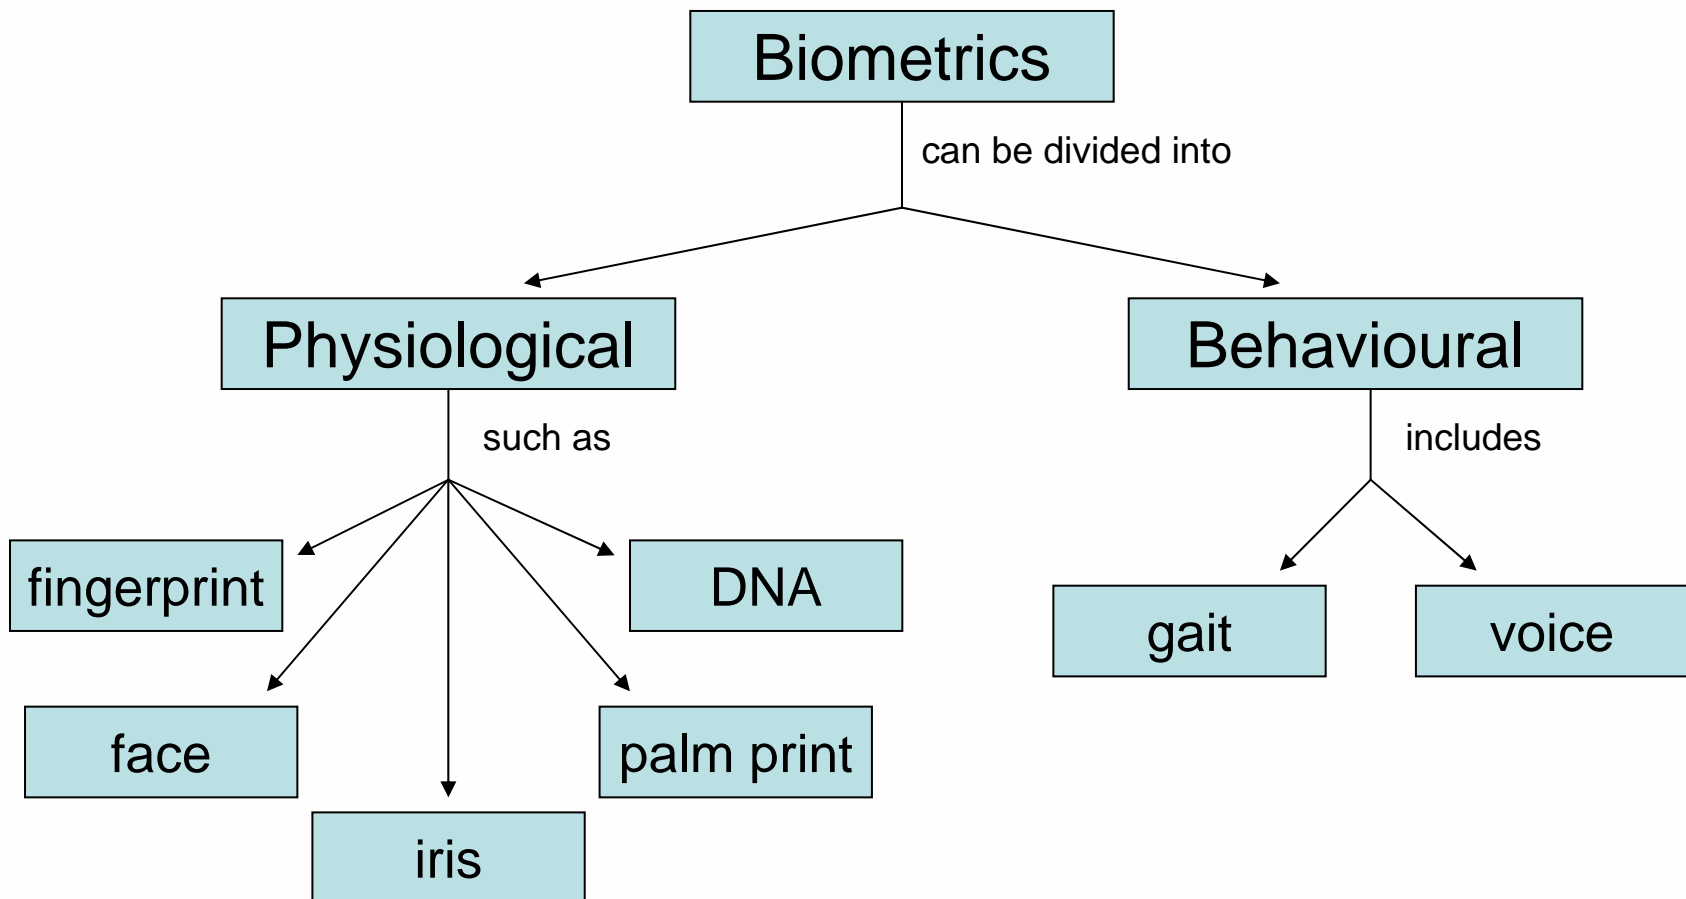 Biometrics
can be divided into
Physiological
Behavioural
such as
includes
fingerprint
DNA
gait
voice
face
palm print
iris